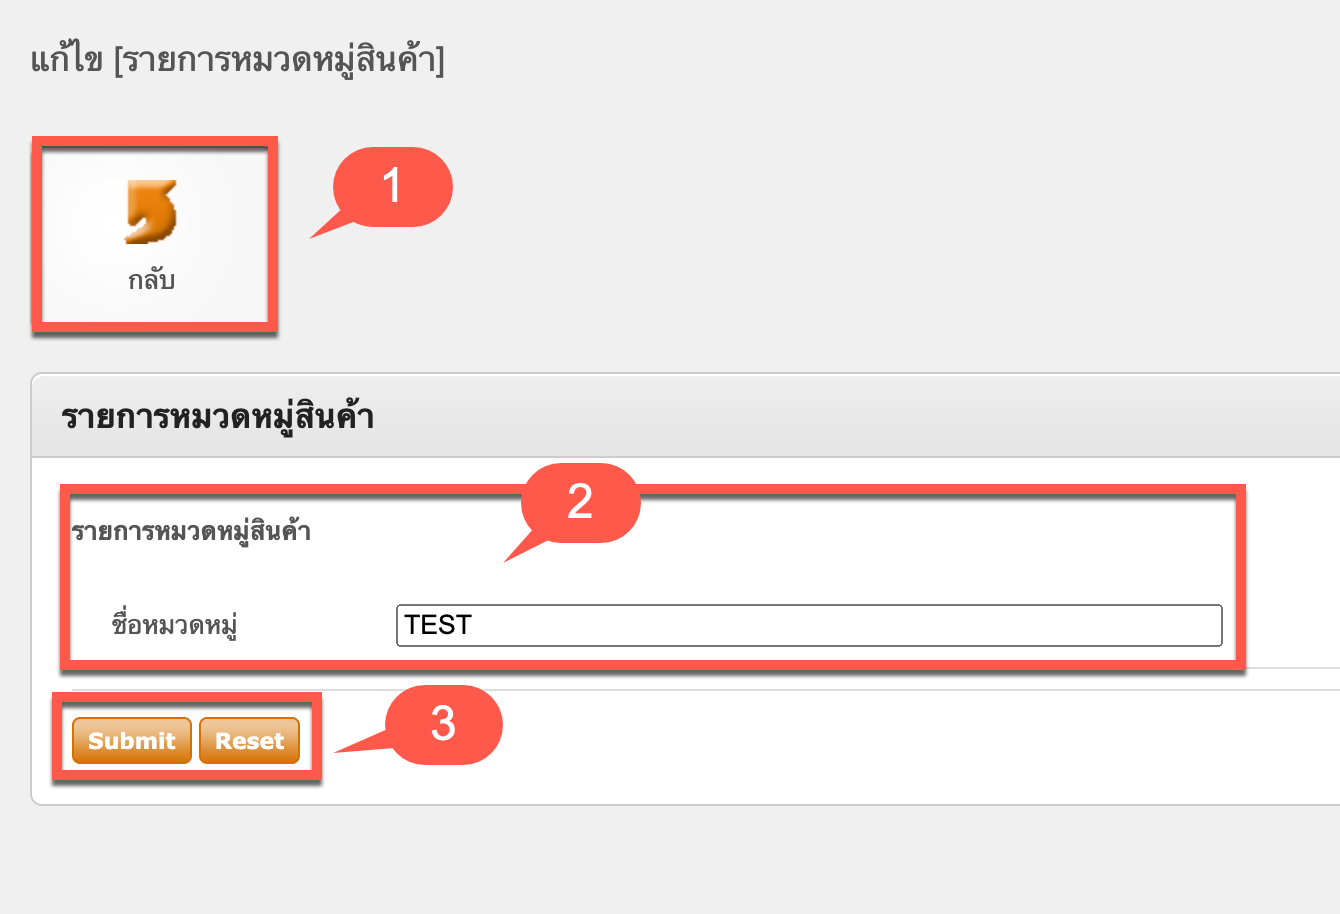 แก้ไข [รายการหมวดหมู่สินค้า]
1
กลับ
รายการหมวดหมู่สินค้า
2
รายการหมวดหมู่สินค้า
ชื่อหมวดหมู่ TEST
Submit Reset
3